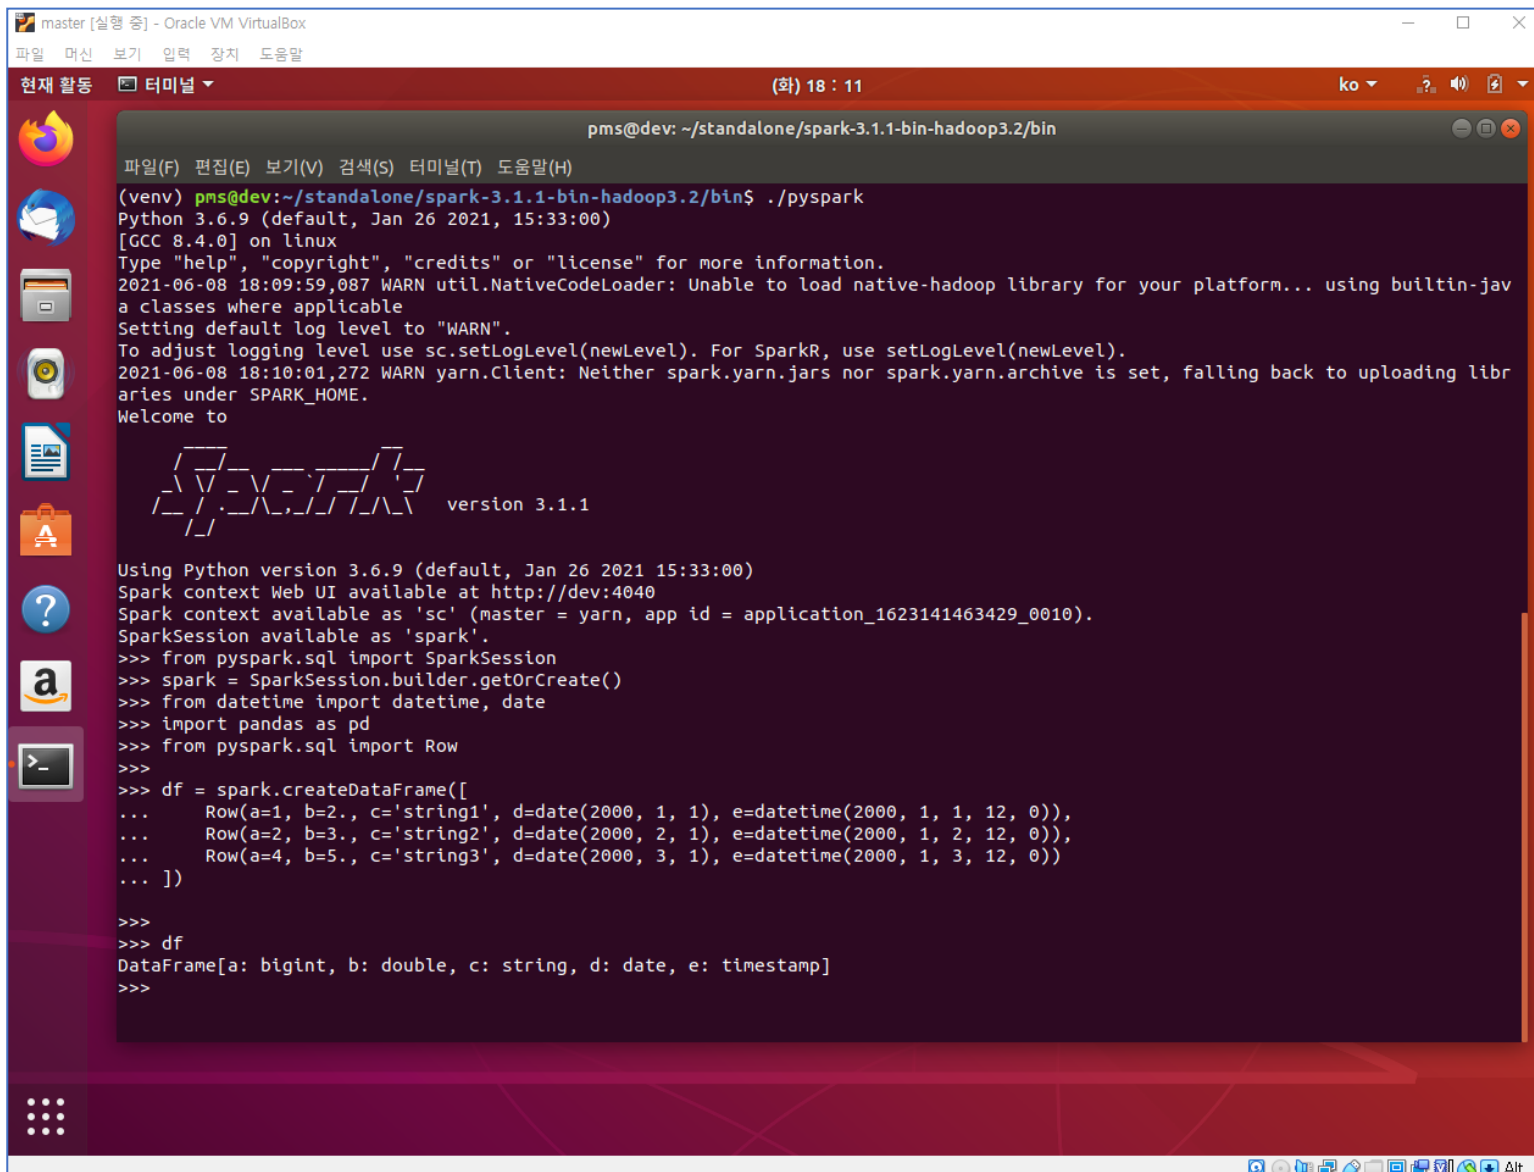 master [실행 중] - Oracle VM VirtualBox
파일 머신 보기 입력 장치 도움말
현재 활동 터미널 (화) 18 : 11 ko
pms@dev: ~/standalone/spark-3.1.1-bin-hadoop3.2/bin
파일(F) 편집(E) 보기(V) 검색(S) 터미널(T) 도움말(H)
(venv) pms@dev:~/standalone/spark-3.1.1-bin-hadoop3.2/bin$ ./pyspark
Python 3.6.9 (default, Jan 26 2021, 15:33:00)
[GCC 8.4.0] on linux
Type "help", "copyright", "credits" or "license" for more information.
2021-06-08 18:09:59,087 WARN util.NativeCodeLoader: Unable to load native-hadoop library for your platform... using builtin-jav
a classes where applicable
Setting default log level to "WARN".
To adjust logging level use sc.setLogLevel(newLevel). For SparkR, use setLogLevel(newLevel).
2021-06-08 18:10:01,272 WARN yarn.Client: Neither spark.yarn.jars nor spark.yarn.archive is set, falling back to uploading libr
aries under SPARK_HOME.
Welcome to
      ____              __
     / __/__  ___ _____/ /__
    _\ \/ _ \/ _ `/ __/  '_/
   /__ / .__/\_,_/_/ /_/\_\   version 3.1.1
      /_/
Using Python version 3.6.9 (default, Jan 26 2021 15:33:00)
Spark context Web UI available at http://dev:4040
Spark context available as 'sc' (master = yarn, app id = application_1623141463429_0010).
SparkSession available as 'spark'.
>>> from pyspark.sql import SparkSession
>>> spark = SparkSession.builder.getOrCreate()
>>> from datetime import datetime, date
>>> import pandas as pd
>>> from pyspark.sql import Row
>>>
>>> df = spark.createDataFrame([
...     Row(a=1, b=2., c='string1', d=date(2000, 1, 1), e=datetime(2000, 1, 1, 12, 0)),
...     Row(a=2, b=3., c='string2', d=date(2000, 2, 1), e=datetime(2000, 1, 2, 12, 0)),
...     Row(a=4, b=5., c='string3', d=date(2000, 3, 1), e=datetime(2000, 1, 3, 12, 0))
... ])
>>>
>>> df
DataFrame[a: bigint, b: double, c: string, d: date, e: timestamp]
>>>
Alt